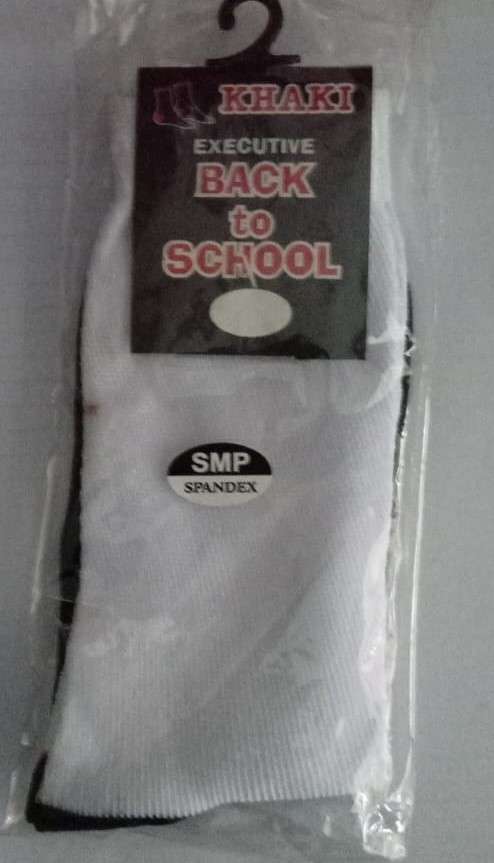 KHAKI
EXECUTIVE
BACK
to
SCHOOL
SMP
SPANDEX